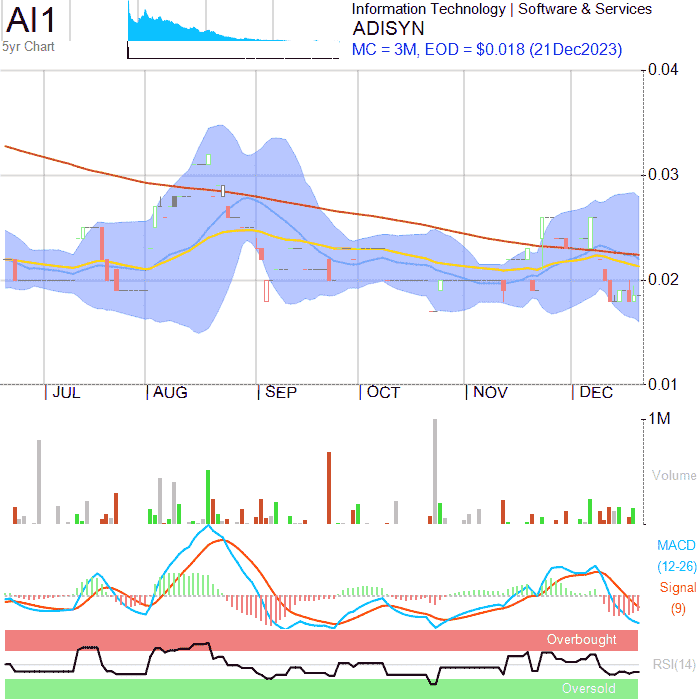 AI1
5yr Chart
Information Technology | Software & Services
ADISYN
MC = 3M, EOD = $0.018 (21Dec2023)
0.04
0.03
0.02
0.01
JUL AUG SEP OCT NOV DEC
1M
Volume
MACD
(12-26)
Signal
(9)
Overbought
RSI(14)
Oversold